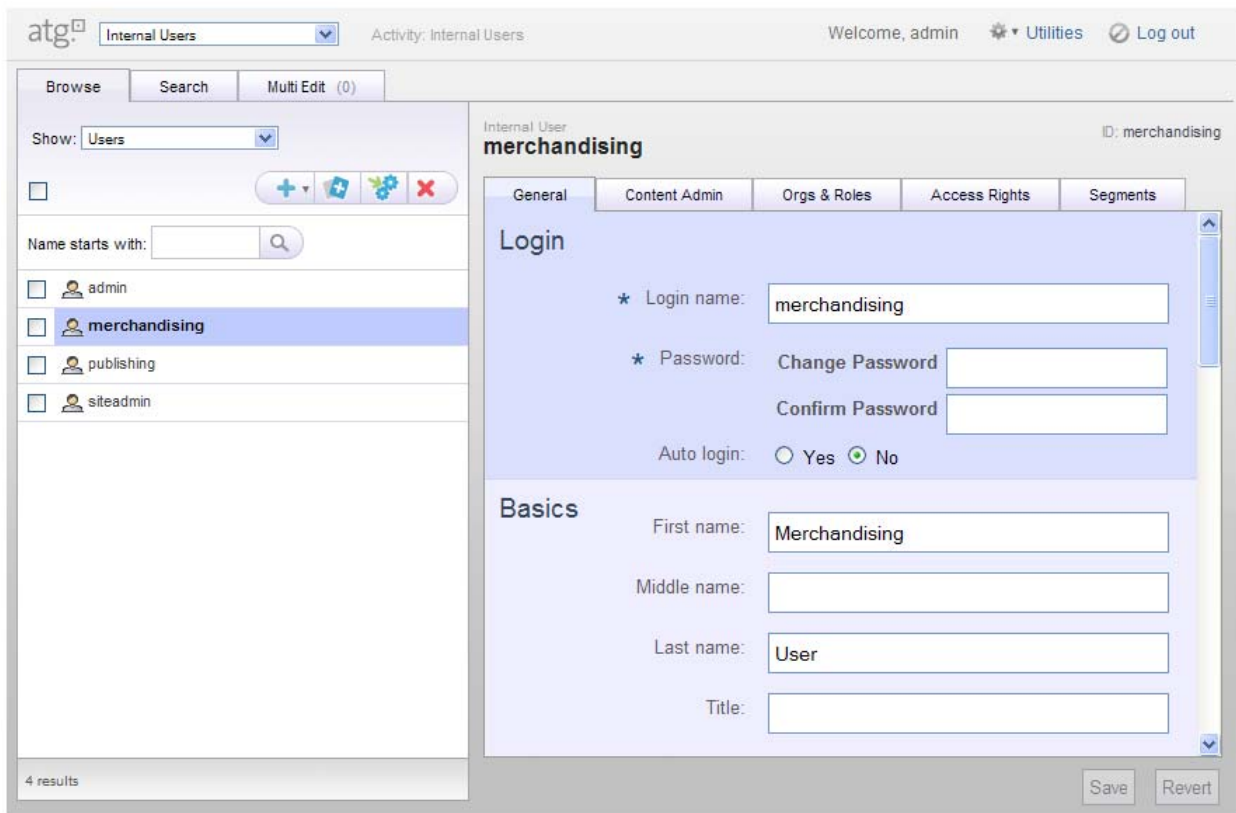 atg
Internal Users
Activity: Internal Users
Welcome, admin
Utilities
Log out
Browse
Search
Multi Edit (0)
Show: Users
Name starts with:
admin
merchandising
publishing
siteadmin
4 results
Internal User
merchandising
ID: merchandising
General
Content Admin
Orgs & Roles
Access Rights
Segments
Login
* Login name: merchandising
* Password: Change Password
Confirm Password
Auto login: Yes No
Basics
First name: Merchandising
Middle name:
Last name: User
Title:
Save
Revert